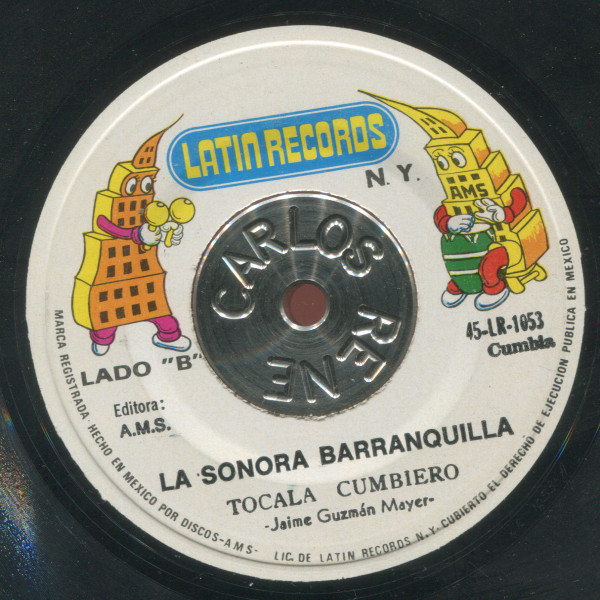 LATIN RECORDS
N.Y.
AMS
CARLOS RENE
45-LR-1053
Cumbia
LADO "B"
Editora:
A.M.S.
LA SONORA BARRANQUILLA
TOCALA CUMBIERO
-Jaime Guzmán Mayer-
MARCA REGISTRADA·HECHO EN MEXICO POR DISCOS-AMS- LIC. DE LATIN RECORDS N.Y-CUBIERTO EL DERECHO DE EJECUCION PUBLICA EN MEXICO